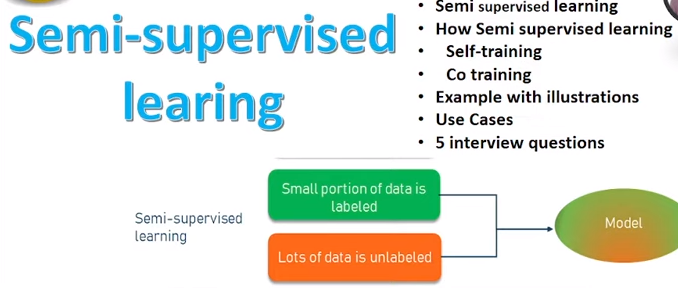 Semi-supervised
learing
• Semi supervised learning
• How Semi supervised learning
• Self-training
• Co training
• Example with illustrations
• Use Cases
• 5 interview questions
Semi-supervised
learning
Small portion of data is
labeled
Lots of data is unlabeled
Model